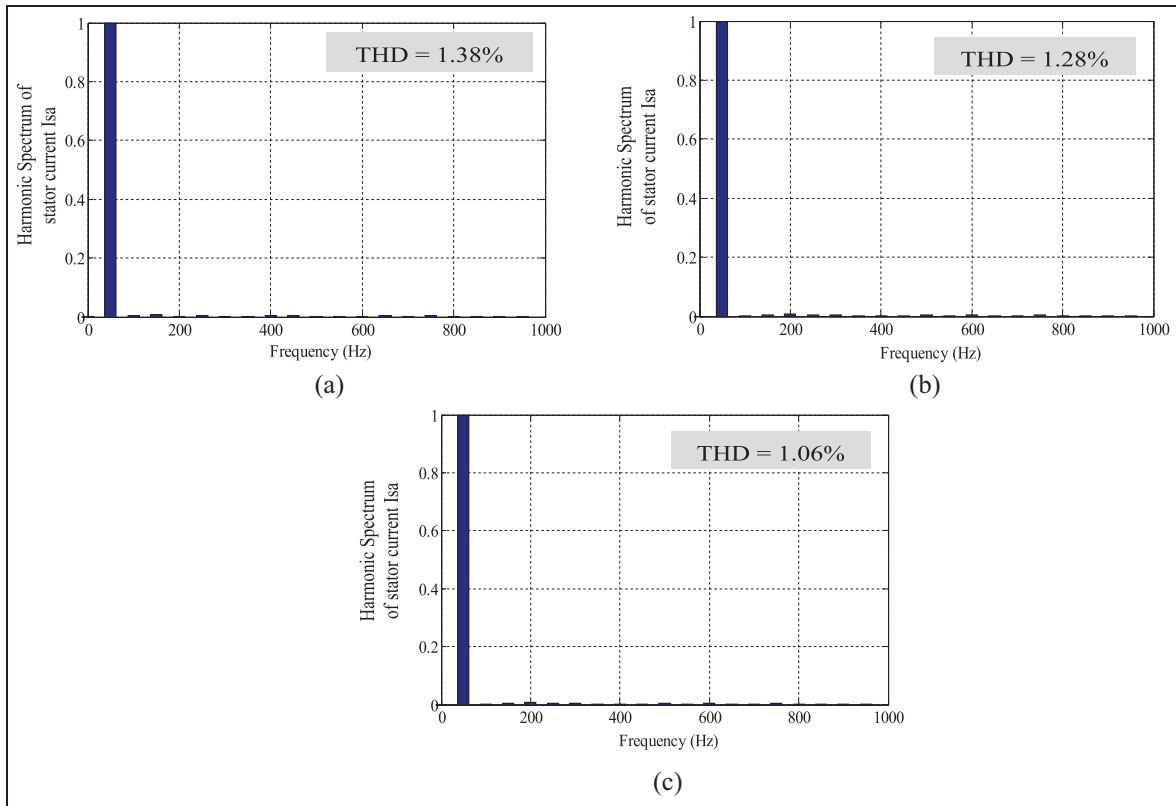 THD = 1.38%
Harmonic Spectrum of
stator current Isa
1
0.8
0.6
0.4
0.2
0
0
200
400
600
800
1000
Frequency (Hz)
(a)
THD = 1.28%
Harmonic Spectrum
of stator current Isa
1
0.8
0.6
0.4
0.2
0
0
200
400
600
800
1000
Frequency (Hz)
(b)
THD = 1.06%
Harmonic Spectrum
of stator current Isa
1
0.8
0.6
0.4
0.2
0
0
200
400
600
800
1000
Frequency (Hz)
(c)